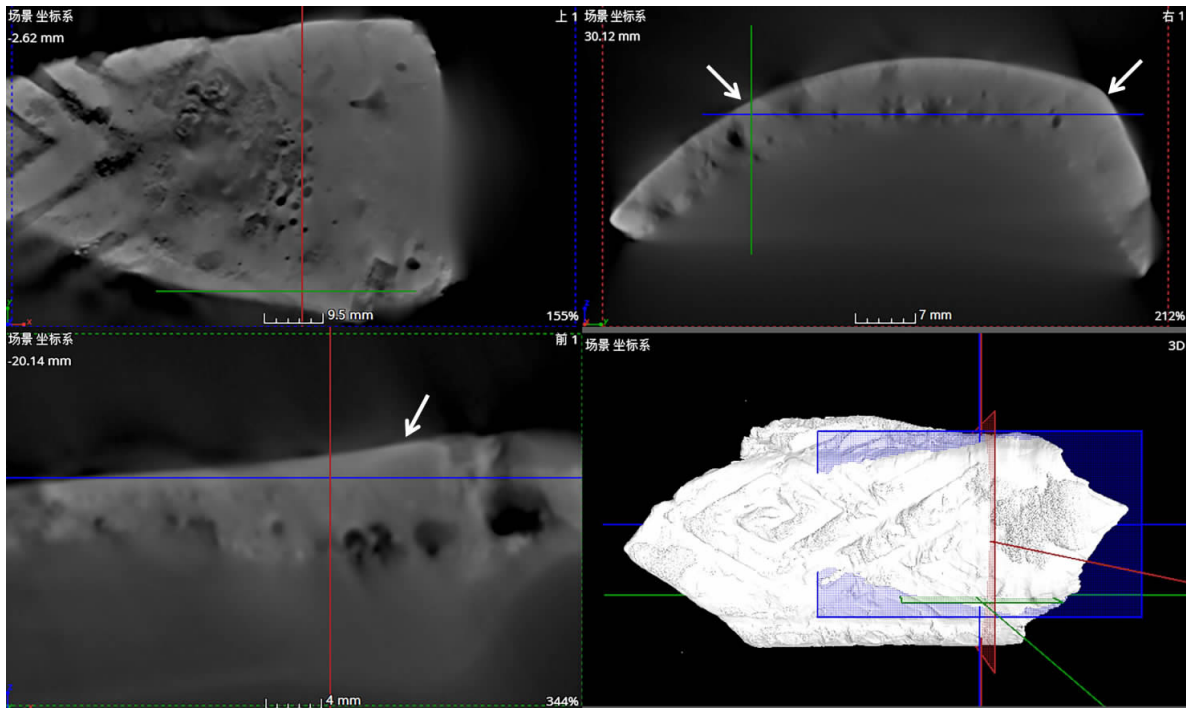 场景 坐标系
上 1
-2.62 mm
9.5 mm
155%
场景 坐标系
右 1
30.12 mm
7 mm
212%
场景 坐标系
前 1
-20.14 mm
4 mm
344%
场景 坐标系
3D